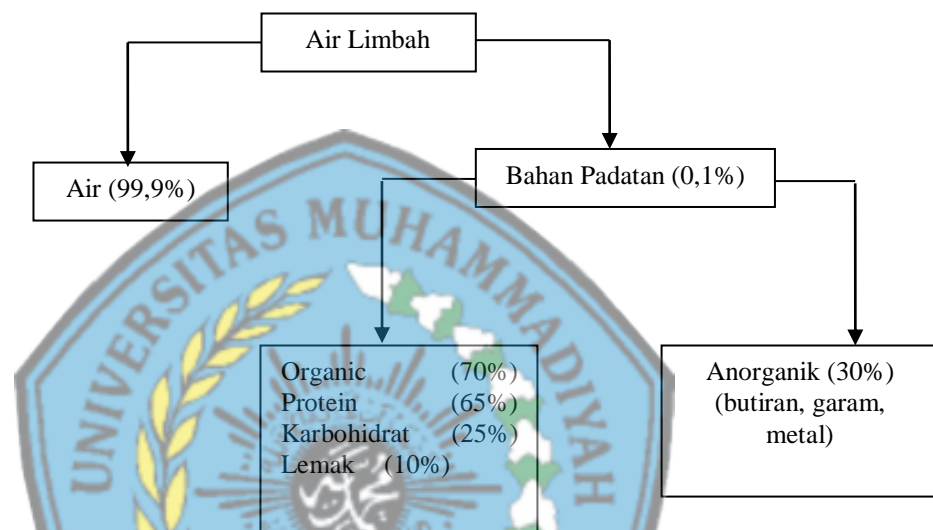 Air Limbah
Air (99,9%)
Bahan Padatan (0,1%)
UNIVERSITAS MUHAMMADIYAH
Organic (70%)
Protein (65%)
Karbohidrat (25%)
Lemak (10%)
Anorganik (30%)
(butiran, garam,
metal)